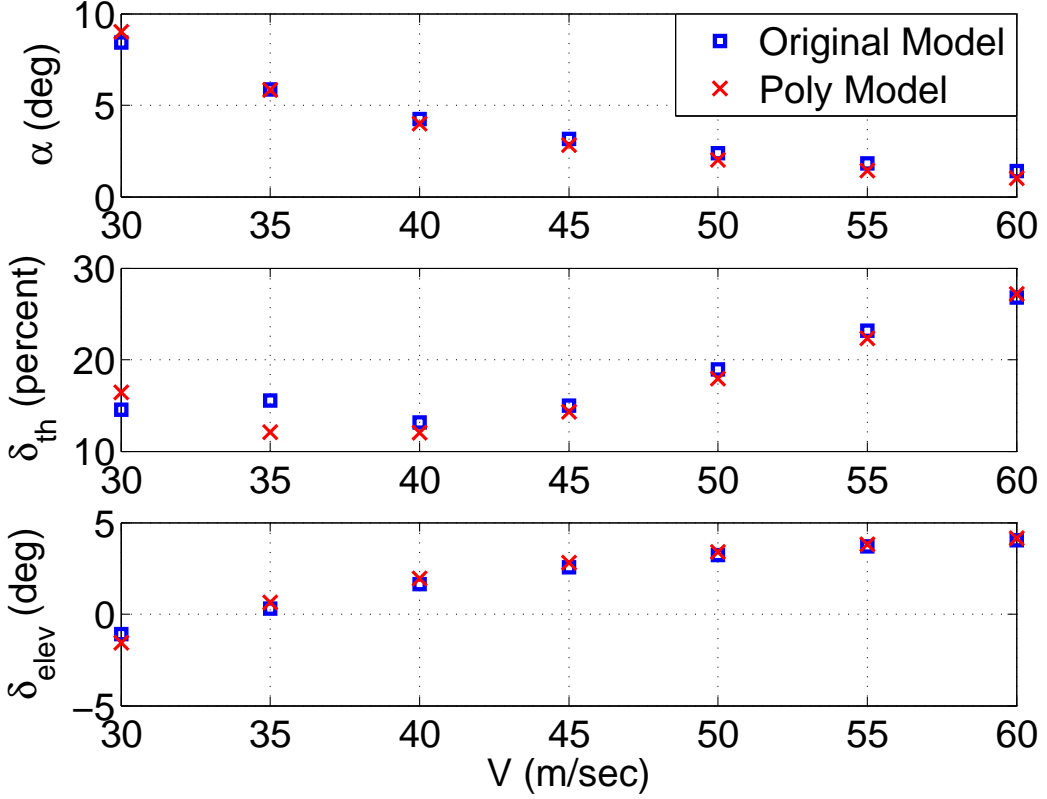 10
5
0
α (deg)
Original Model
Poly Model
30 35 40 45 50 55 60
30
20
10
δth (percent)
30 35 40 45 50 55 60
5
0
−5
δelev (deg)
30 35 40 45 50 55 60
V (m/sec)